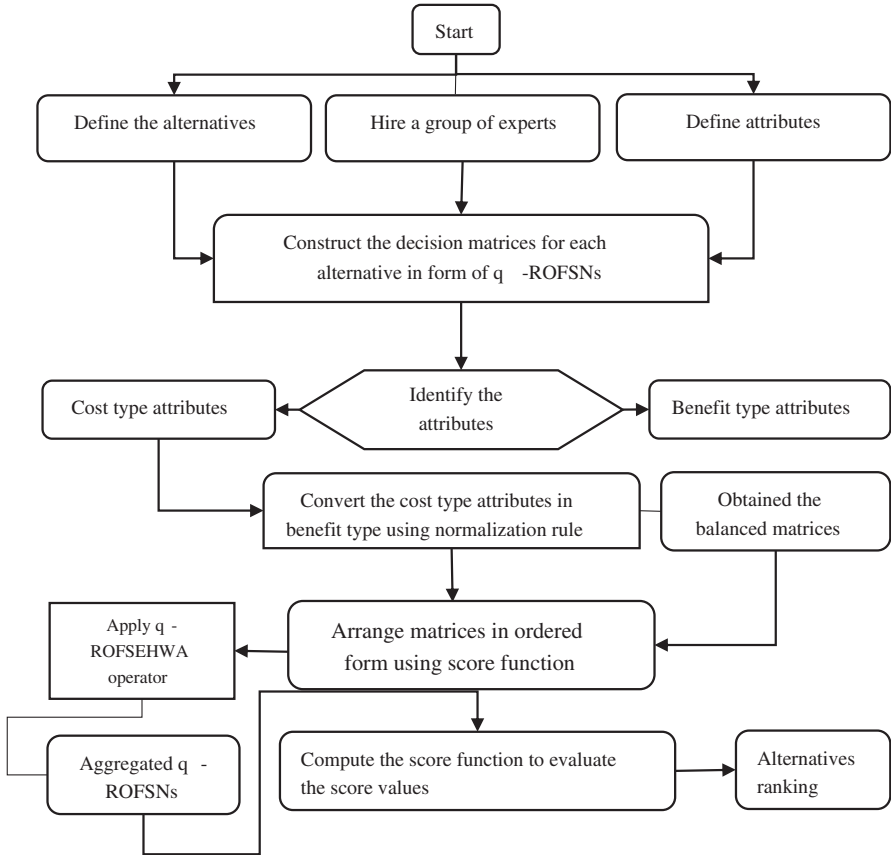 Start
Define the alternatives
Hire a group of experts
Define attributes
Construct the decision matrices for each
alternative in form of q -ROFSNs
Cost type attributes
Identify the
attributes
Benefit type attributes
Convert the cost type attributes in
benefit type using normalization rule
Obtained the
balanced matrices
Arrange matrices in ordered
form using score function
Apply q -
ROFSEHWA
operator
Aggregated q -
ROFSNs
Compute the score function to evaluate
the score values
Alternatives
ranking